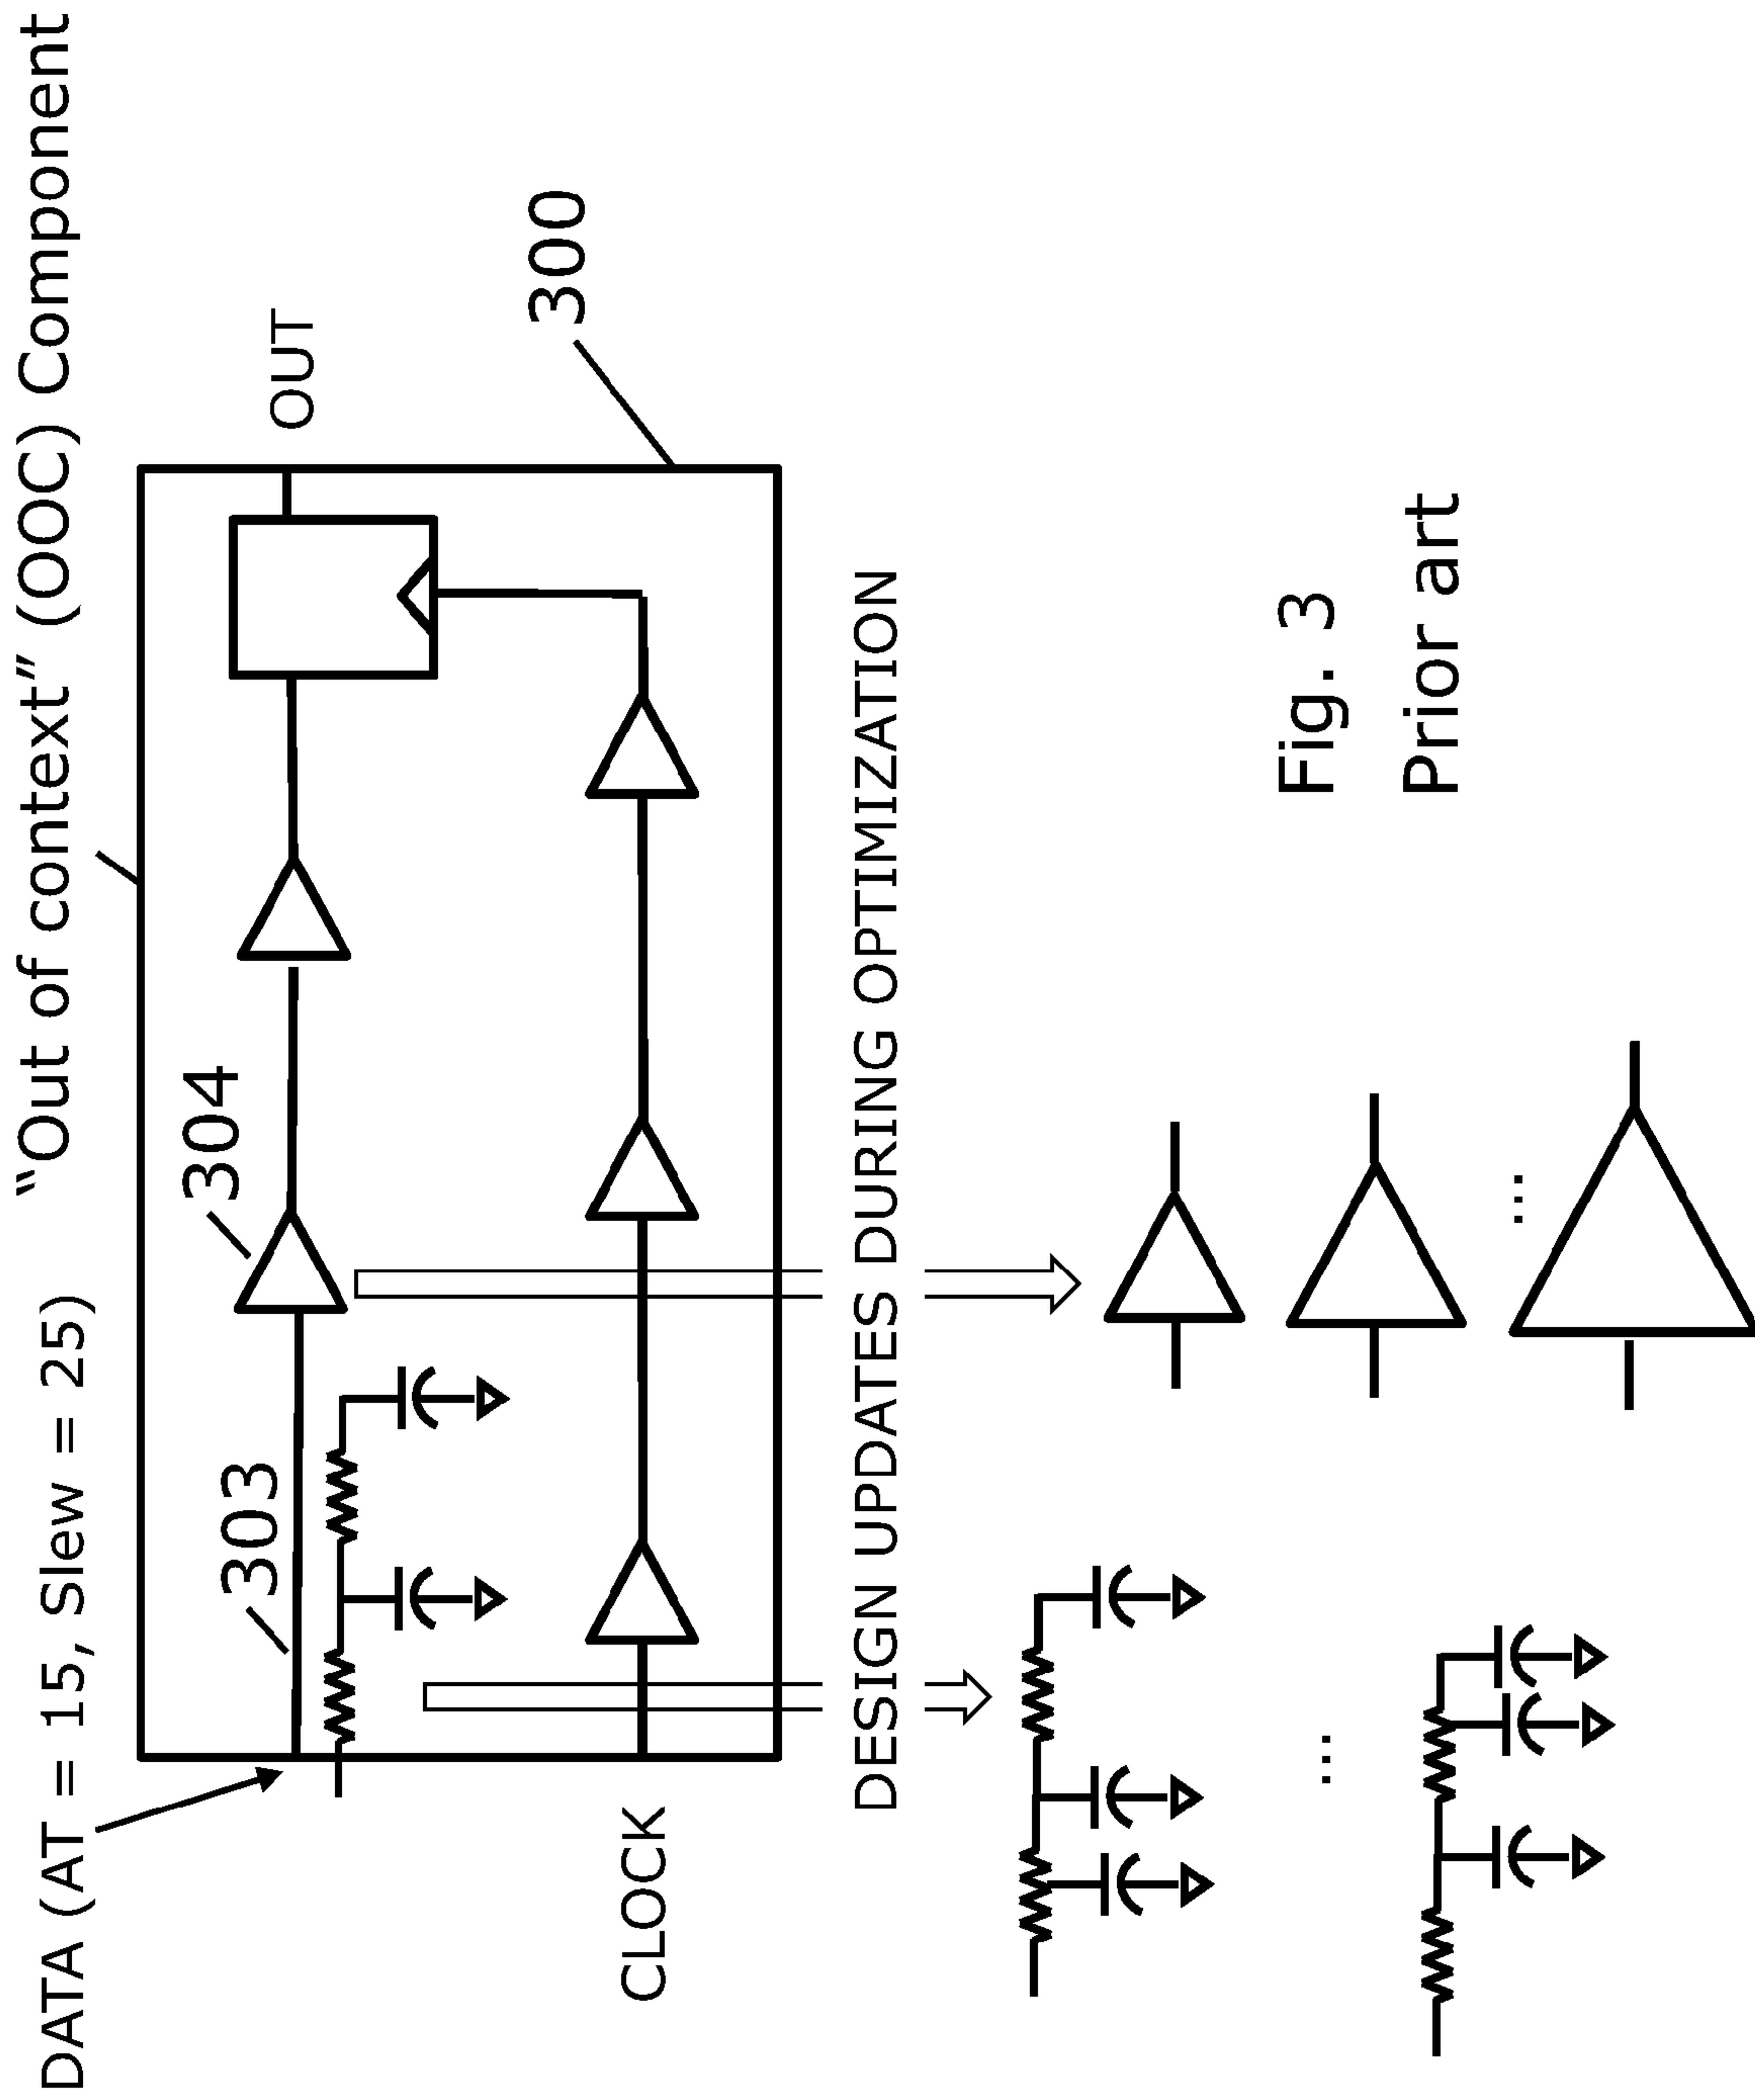 DATA (AT = 15, Slew = 25)
“Out of context” (OOC) Component
303
304
OUT
300
CLOCK
DESIGN UPDATES DURING OPTIMIZATION
...
...
Fig. 3
Prior art